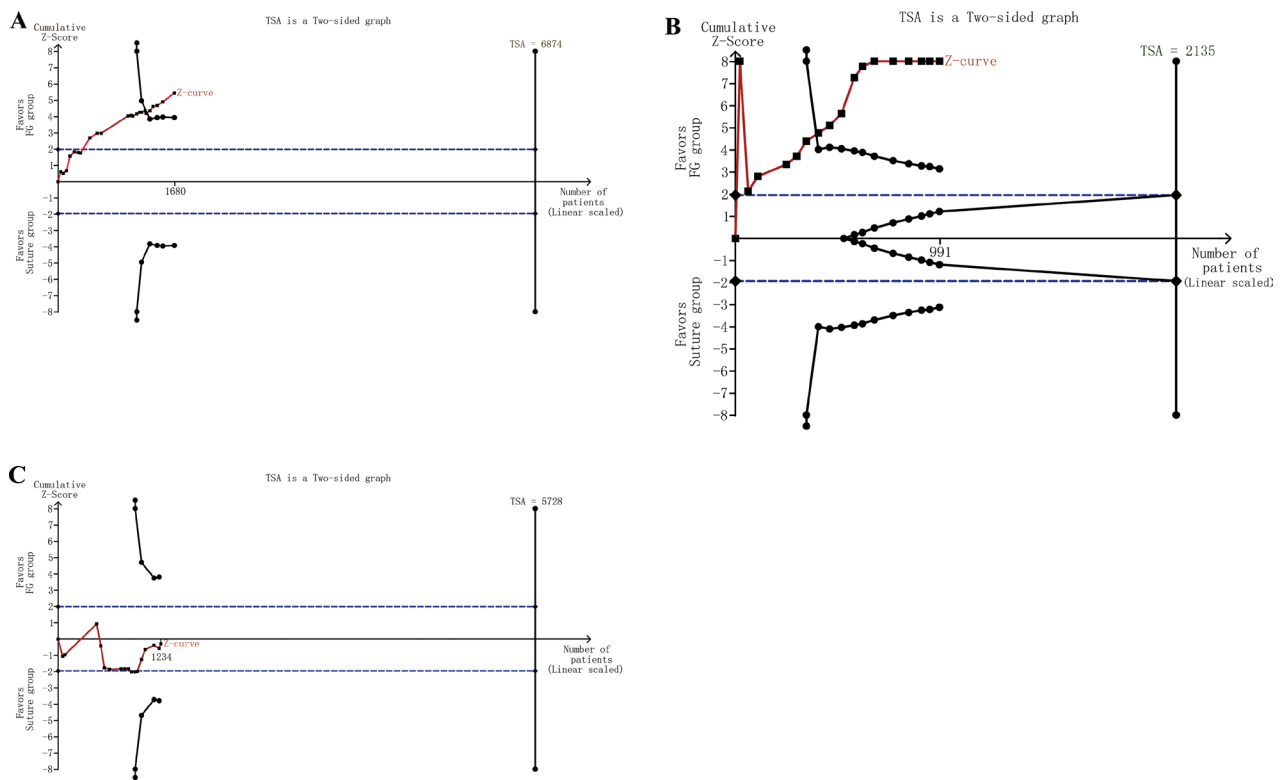 A
TSA is a Two-sided graph
Cumulative
Z-Score
TSA = 6874
8
7
6
5
4
3
2
1
-1
-2
-3
-4
-5
-6
-7
-8
Favors
FG group
Favors
Suture group
Z-curve
1680
Number of
patients
(Linear scaled)
B
TSA is a Two-sided graph
Cumulative
Z-Score
TSA = 2135
8
7
6
5
4
3
2
1
-1
-2
-3
-4
-5
-6
-7
-8
Favors
FG group
Favors
Suture group
Z-curve
991
Number of
patients
(Linear scaled)
C
TSA is a Two-sided graph
Cumulative
Z-Score
TSA = 5728
8
7
6
5
4
3
2
1
-1
-2
-3
-4
-5
-6
-7
-8
Favors
FG group
Favors
Suture group
Z-curve
1234
Number of
patients
(Linear scaled)